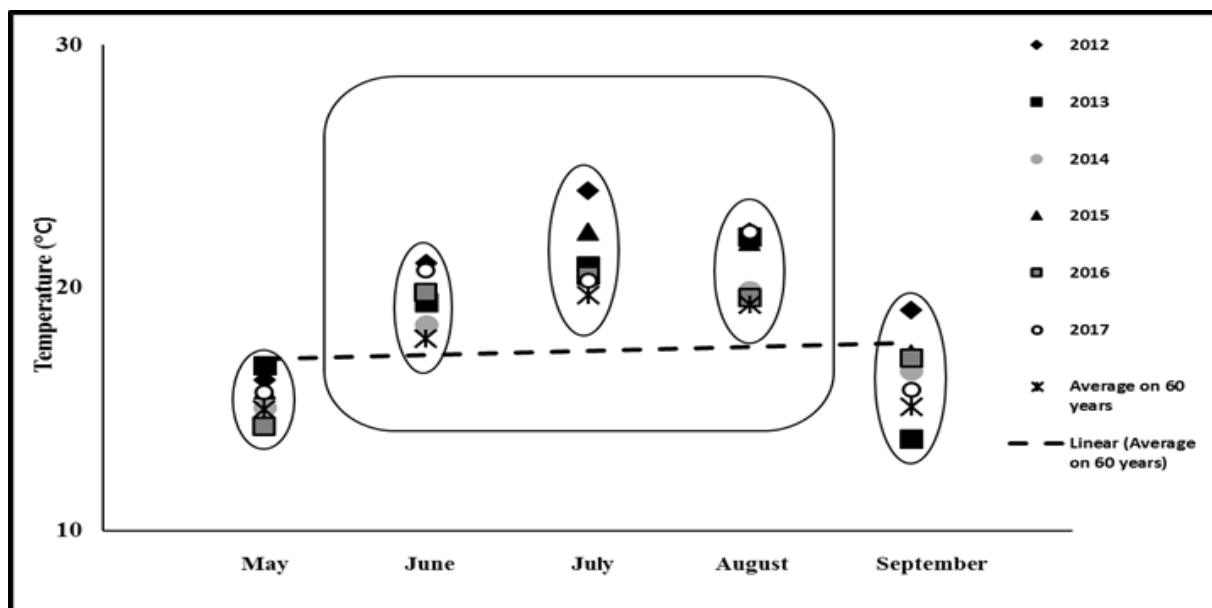 30
20
10
Temperature (°C)
May June July August September
2012
2013
2014
2015
2016
2017
Average on 60
years
Linear (Average
on 60 years)